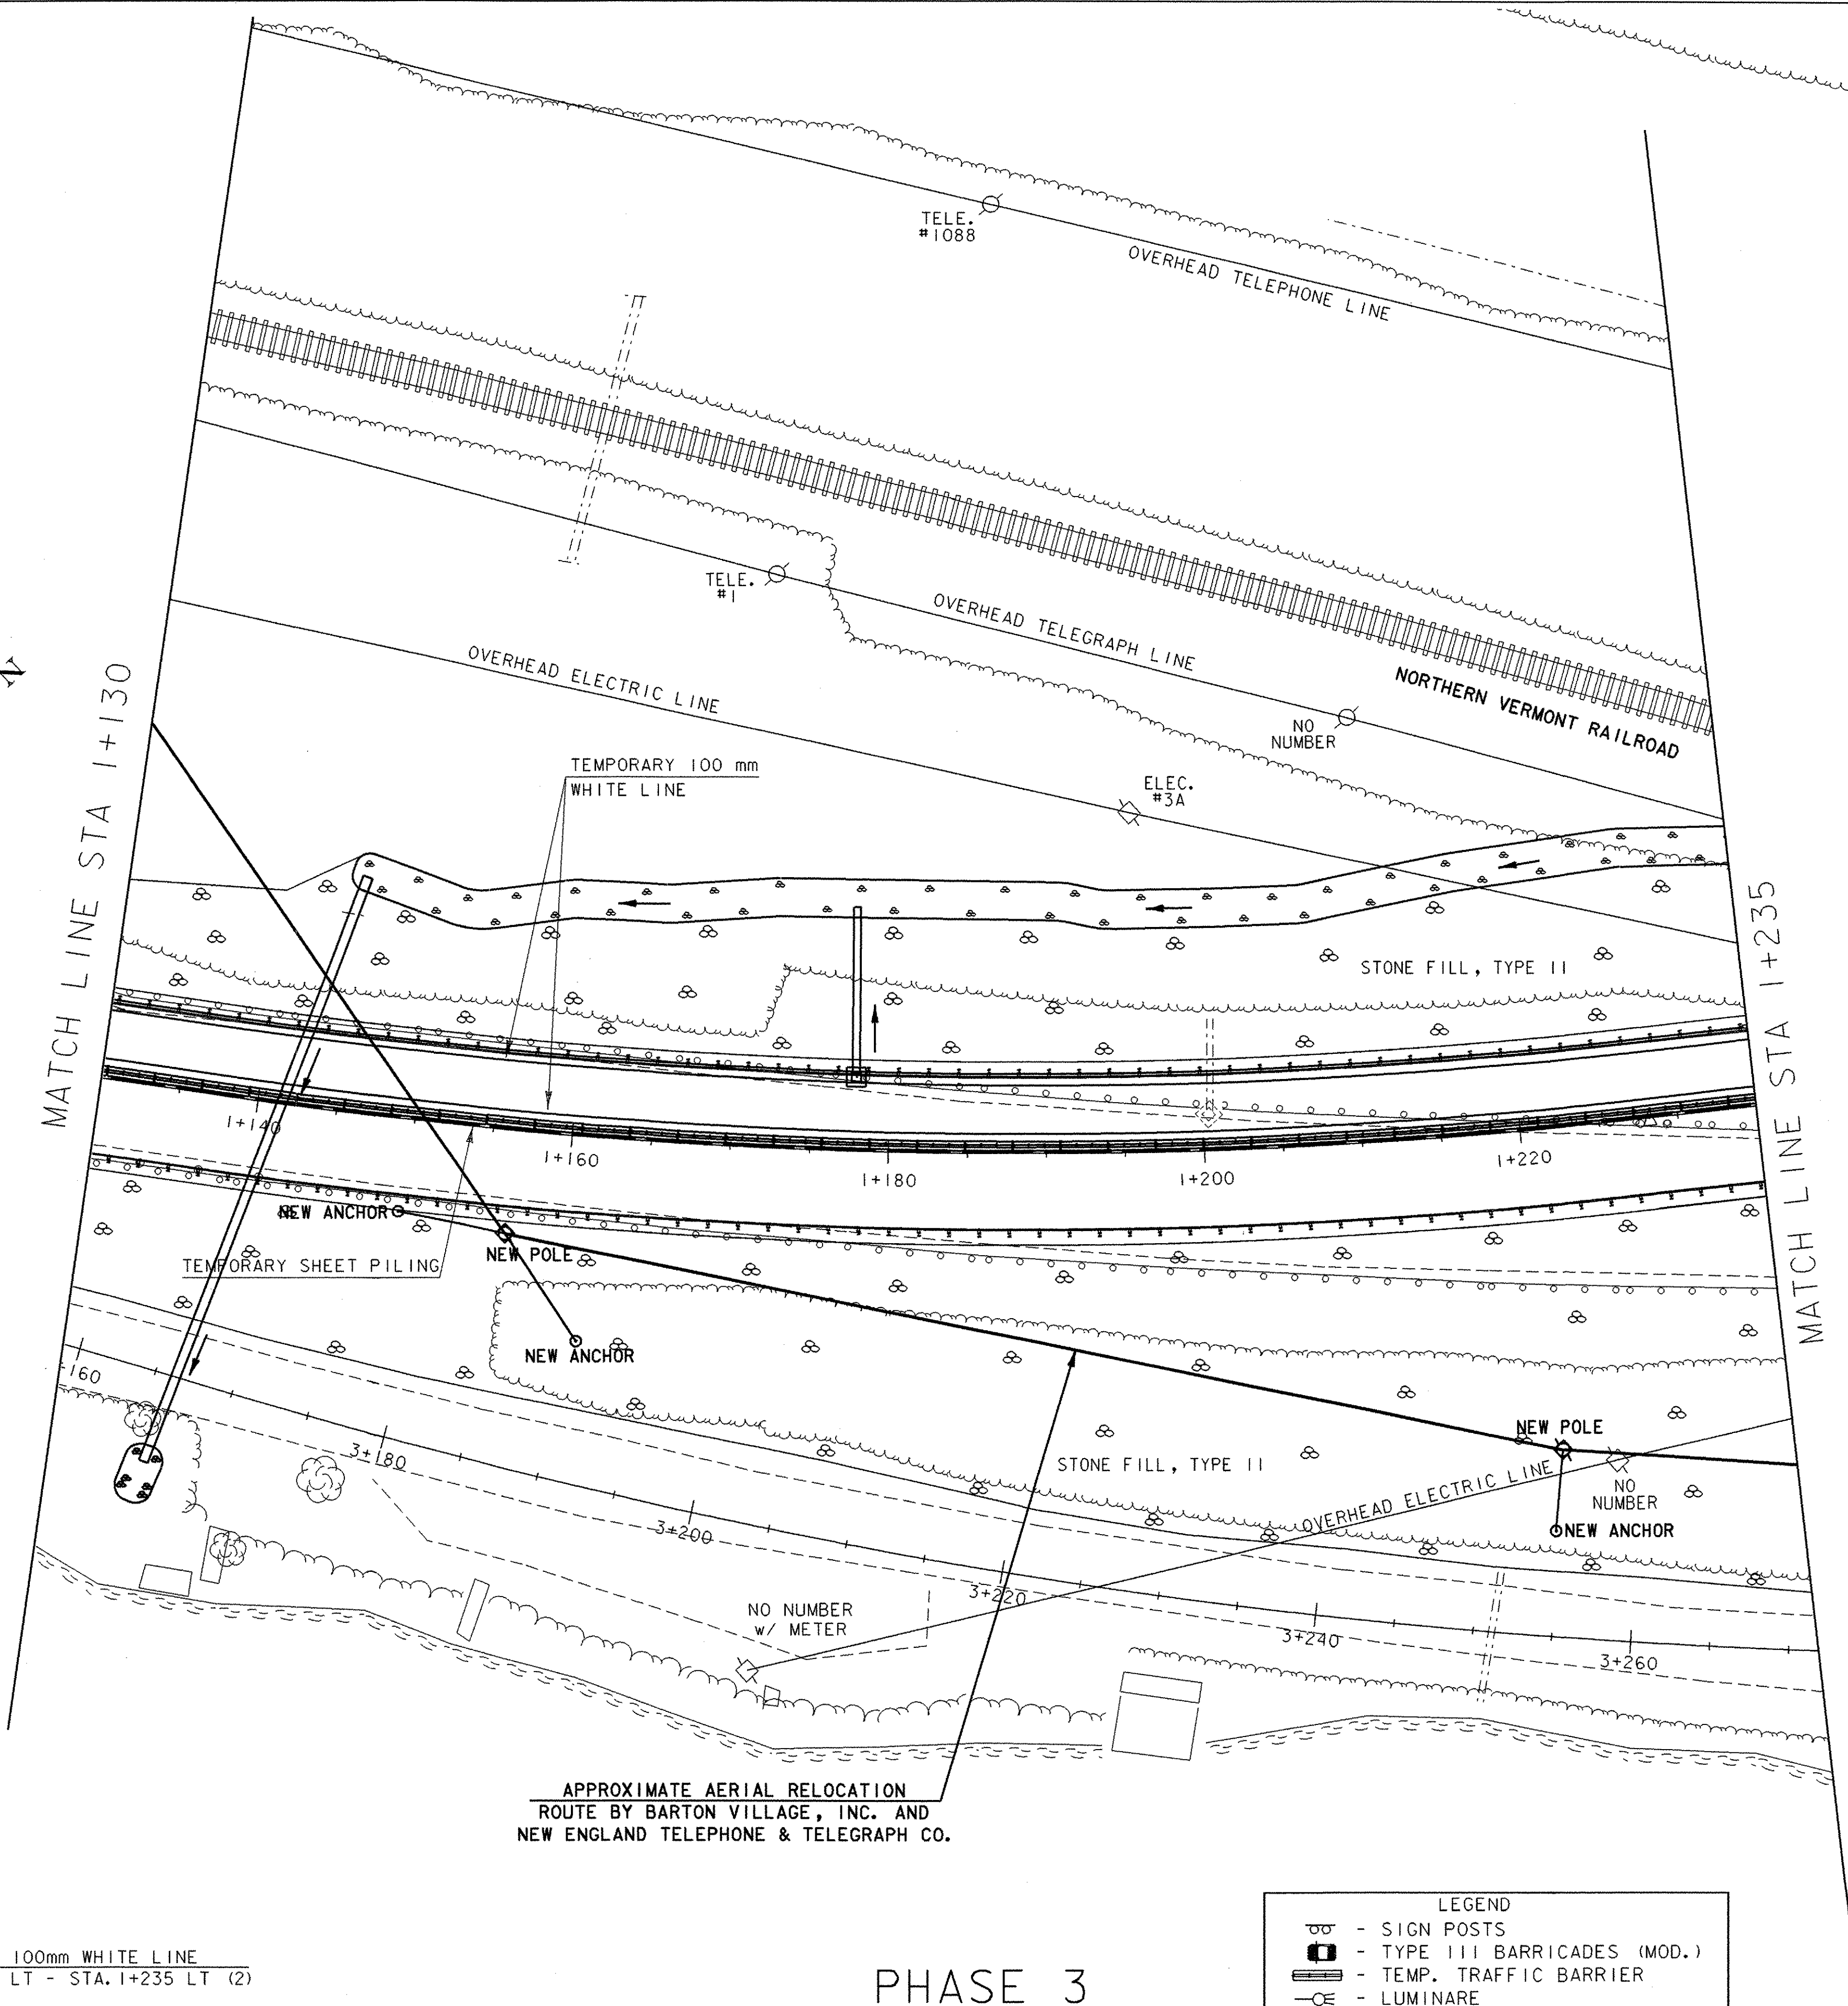 TELE.
#1088
OVERHEAD TELEPHONE LINE
TELE.
#1
OVERHEAD TELEGRAPH LINE
OVERHEAD ELECTRIC LINE
NORTHERN VERMONT RAILROAD
NO
NUMBER
N
MATCH LINE STA 1+130
TEMPORARY 100 mm
WHITE LINE
ELEC.
#3A
MATCH LINE STA 1+235
STONE FILL, TYPE II
1+140
1+160
1+180
1+200
1+220
NEW ANCHOR
NEW POLE
TEMPORARY SHEET PILING
NEW ANCHOR
160
3+180
3+200
3+220
3+240
3+260
STONE FILL, TYPE II
NEW POLE
OVERHEAD ELECTRIC LINE
NO
NUMBER
NEW ANCHOR
NO NUMBER
W/ METER
APPROXIMATE AERIAL RELOCATION
ROUTE BY BARTON VILLAGE, INC. AND
NEW ENGLAND TELEPHONE & TELEGRAPH CO.
100mm WHITE LINE
LT - STA.1+235 LT (2)
PHASE 3
LEGEND
- SIGN POSTS
- TYPE III BARRICADES (MOD.)
- TEMP. TRAFFIC BARRIER
- LUMINARE